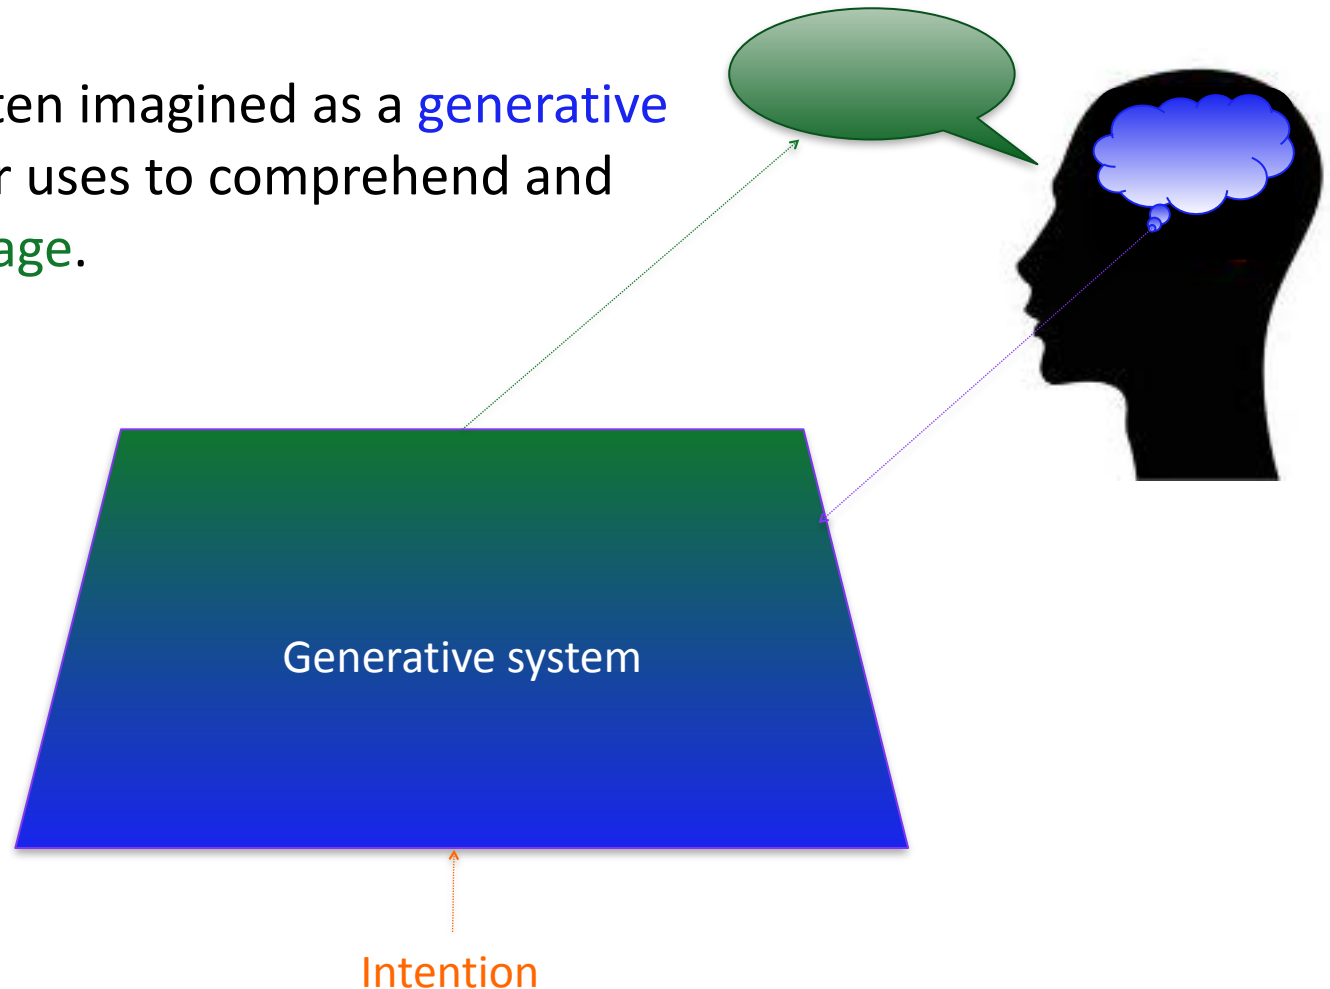 ten imagined as a generative
r uses to comprehend and
age.
Generative system
Intention